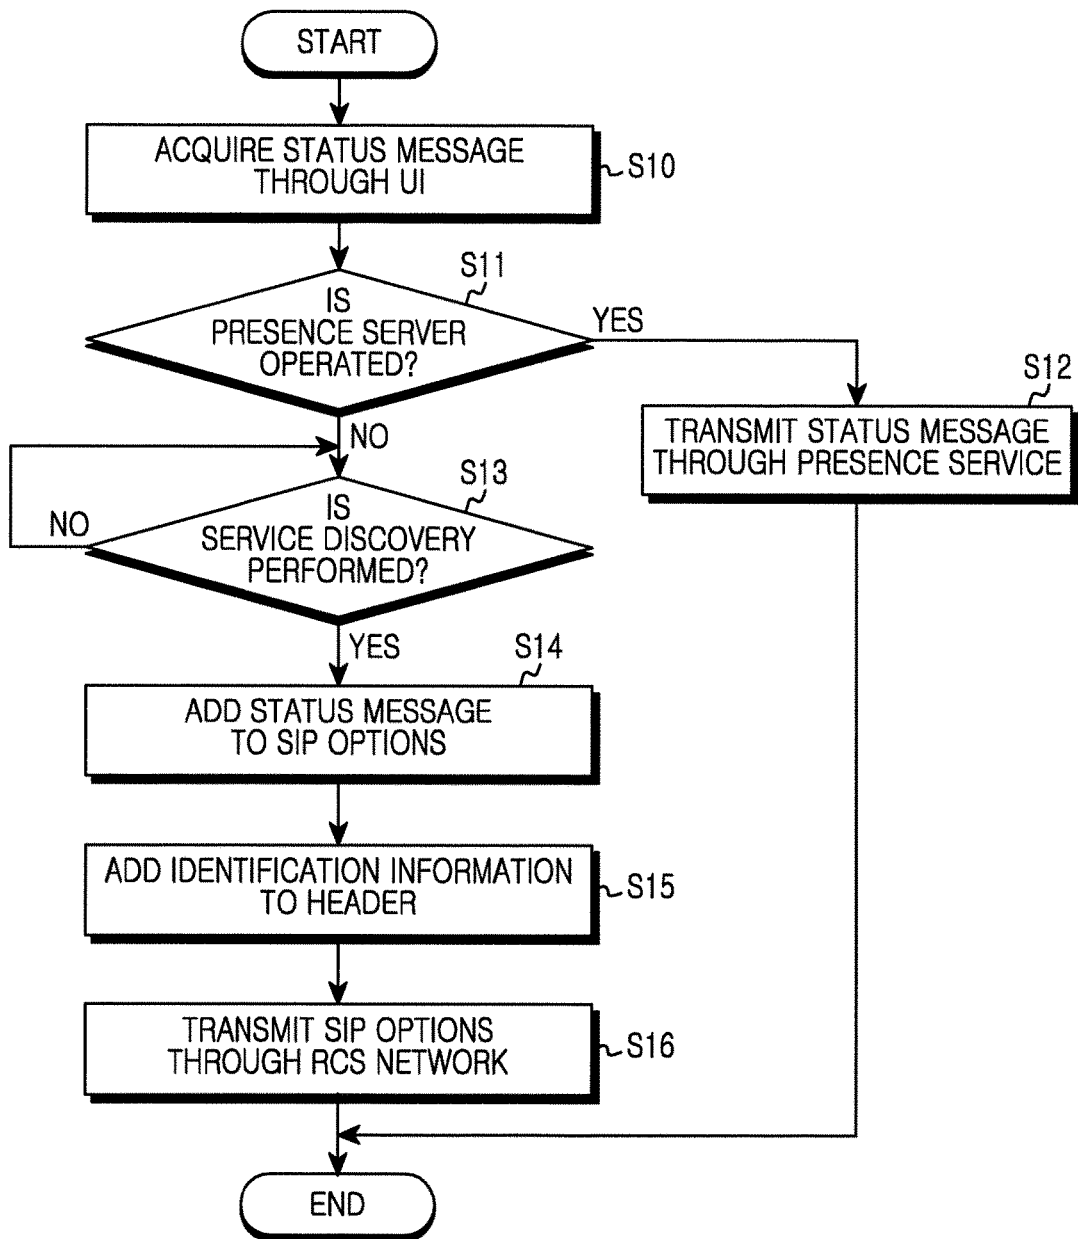 START
ACQUIRE STATUS MESSAGE
THROUGH UI
S10
S11
IS
PRESENCE SERVER
OPERATED?
YES
S12
TRANSMIT STATUS MESSAGE
THROUGH PRESENCE SERVICE
NO
S13
IS
SERVICE DISCOVERY
PERFORMED?
NO
YES
S14
ADD STATUS MESSAGE
TO SIP OPTIONS
ADD IDENTIFICATION INFORMATION
TO HEADER
S15
TRANSMIT SIP OPTIONS
THROUGH RCS NETWORK
S16
END